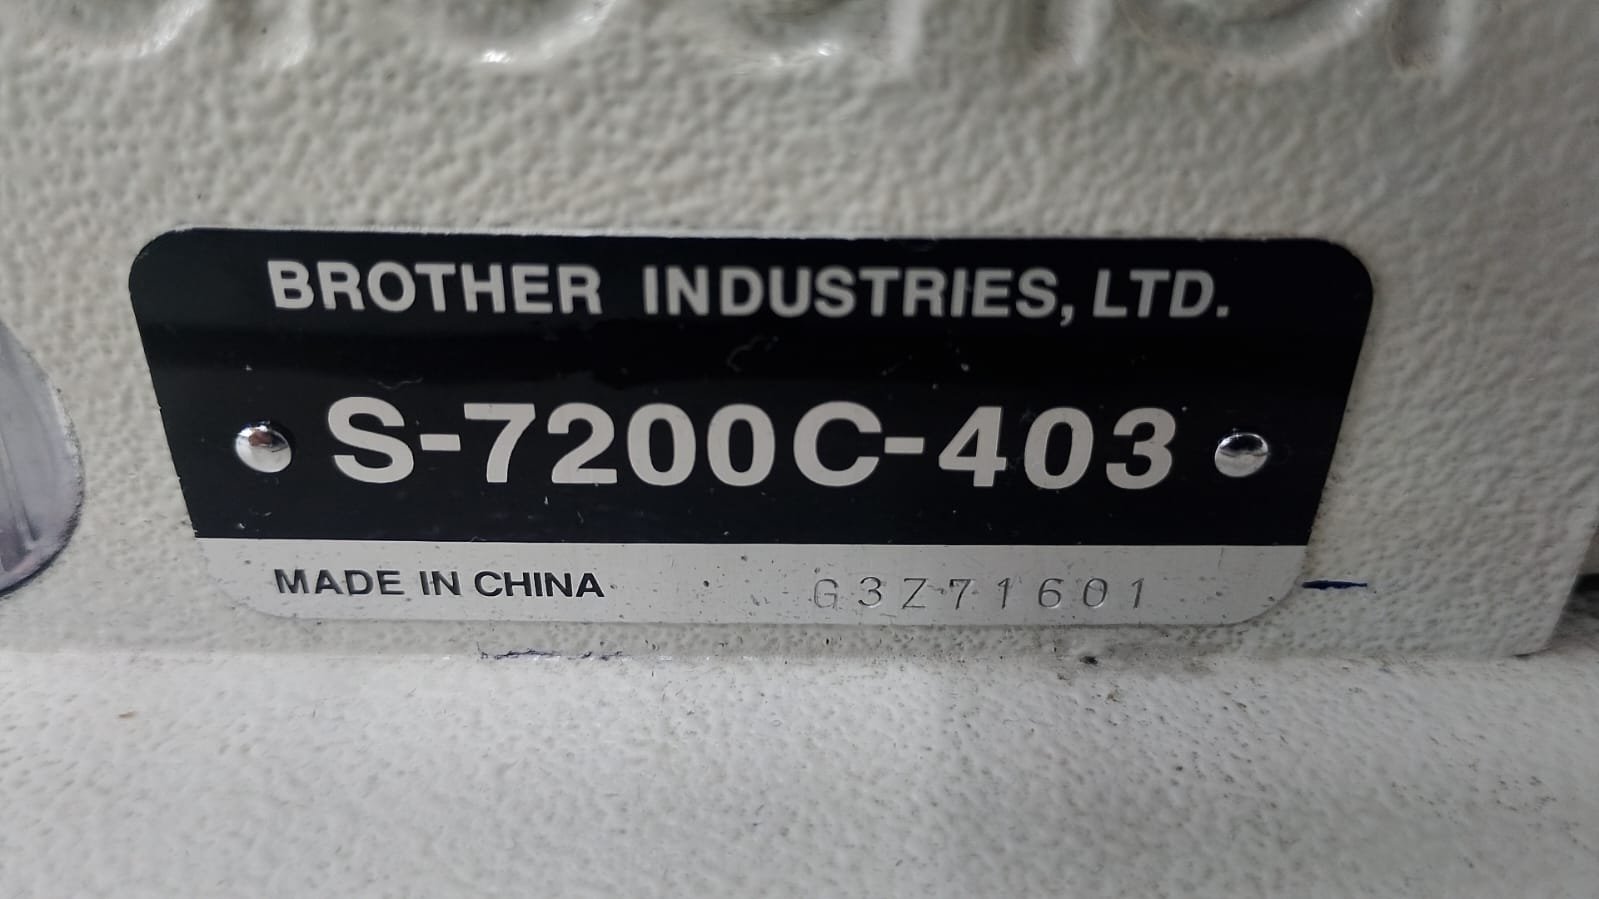 BROTHER INDUSTRIES, LTD.
S-7200C-403
MADE IN CHINA G3Z71601